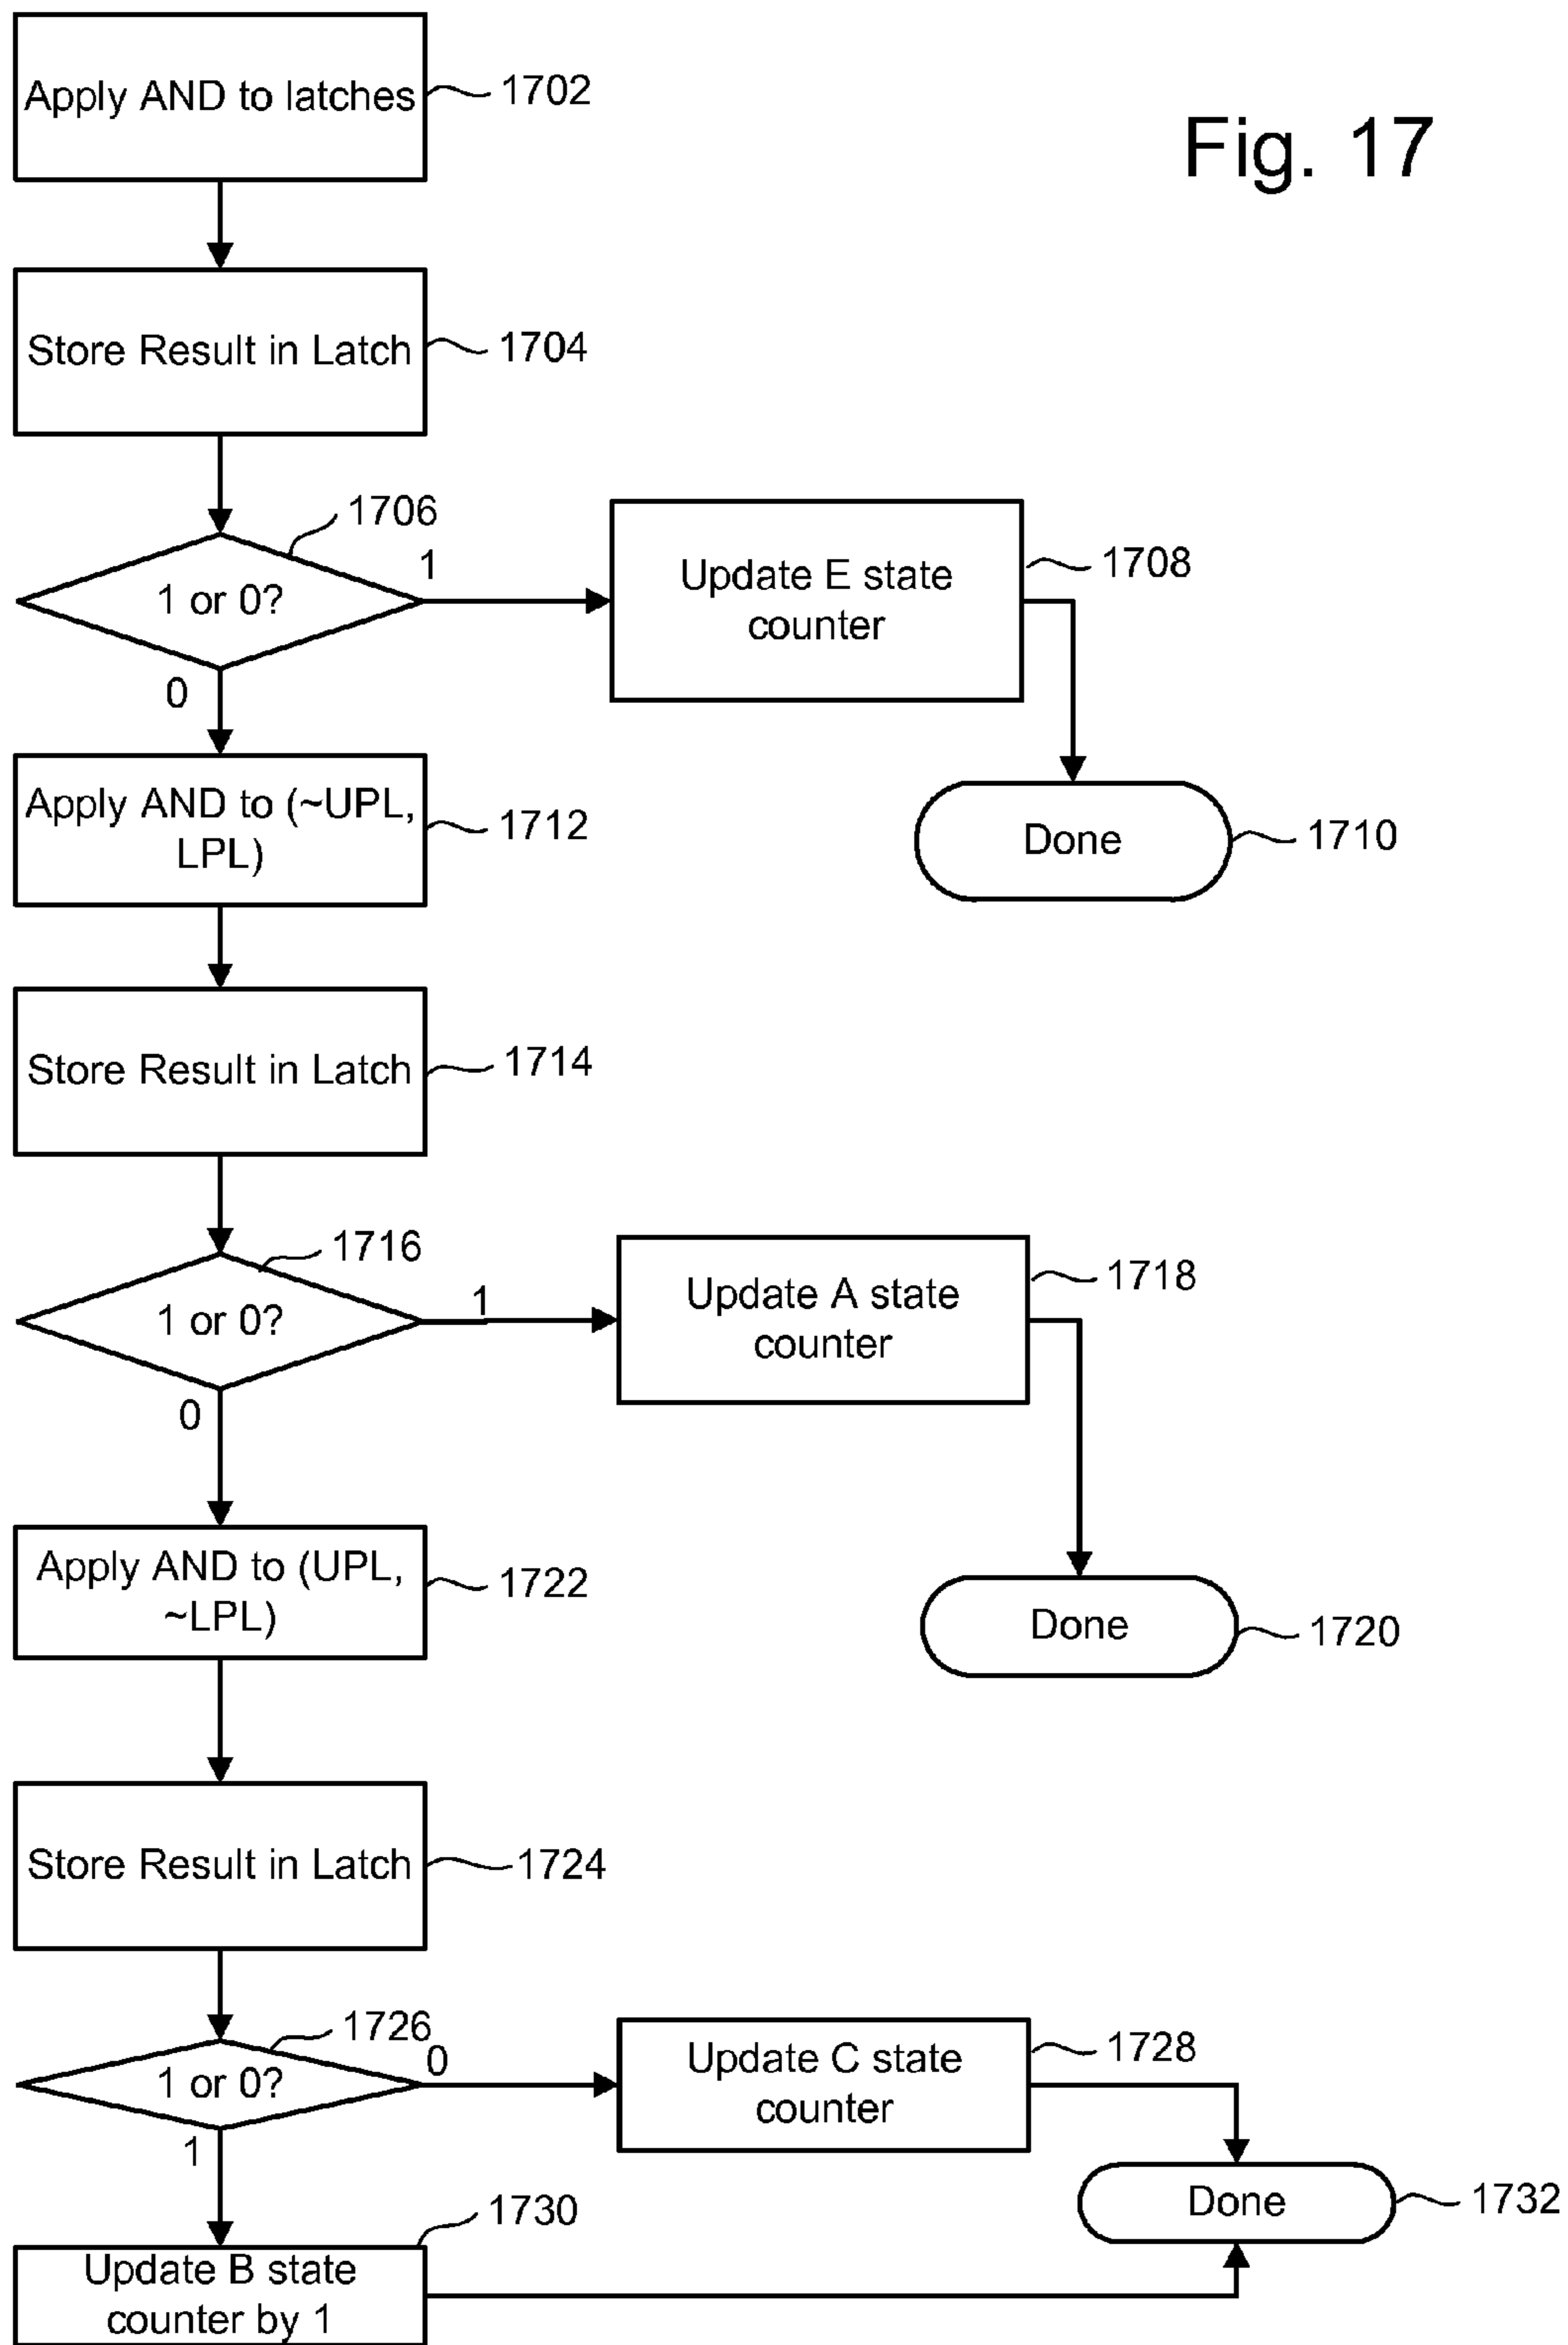 Apply AND to latches
1702
Fig. 17
Store Result in Latch
1704
1706
1 or 0?
1
0
Update E state
counter
1708
Done
1710
Apply AND to (~UPL,
LPL)
1712
Store Result in Latch
1714
1716
1 or 0?
1
0
Update A state
counter
1718
Done
1720
Apply AND to (UPL,
~LPL)
1722
Store Result in Latch
1724
1726
1 or 0?
0
1
Update C state
counter
1728
Done
1732
1730
Update B state
counter by 1